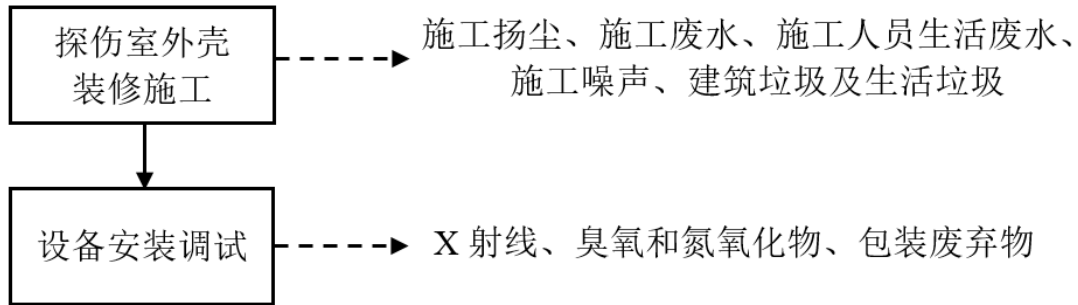 探伤室外壳
装修施工
施工扬尘、施工废水、施工人员生活废水、
施工噪声、建筑垃圾及生活垃圾
设备安装调试
X 射线、臭氧和氮氧化物、包装废弃物